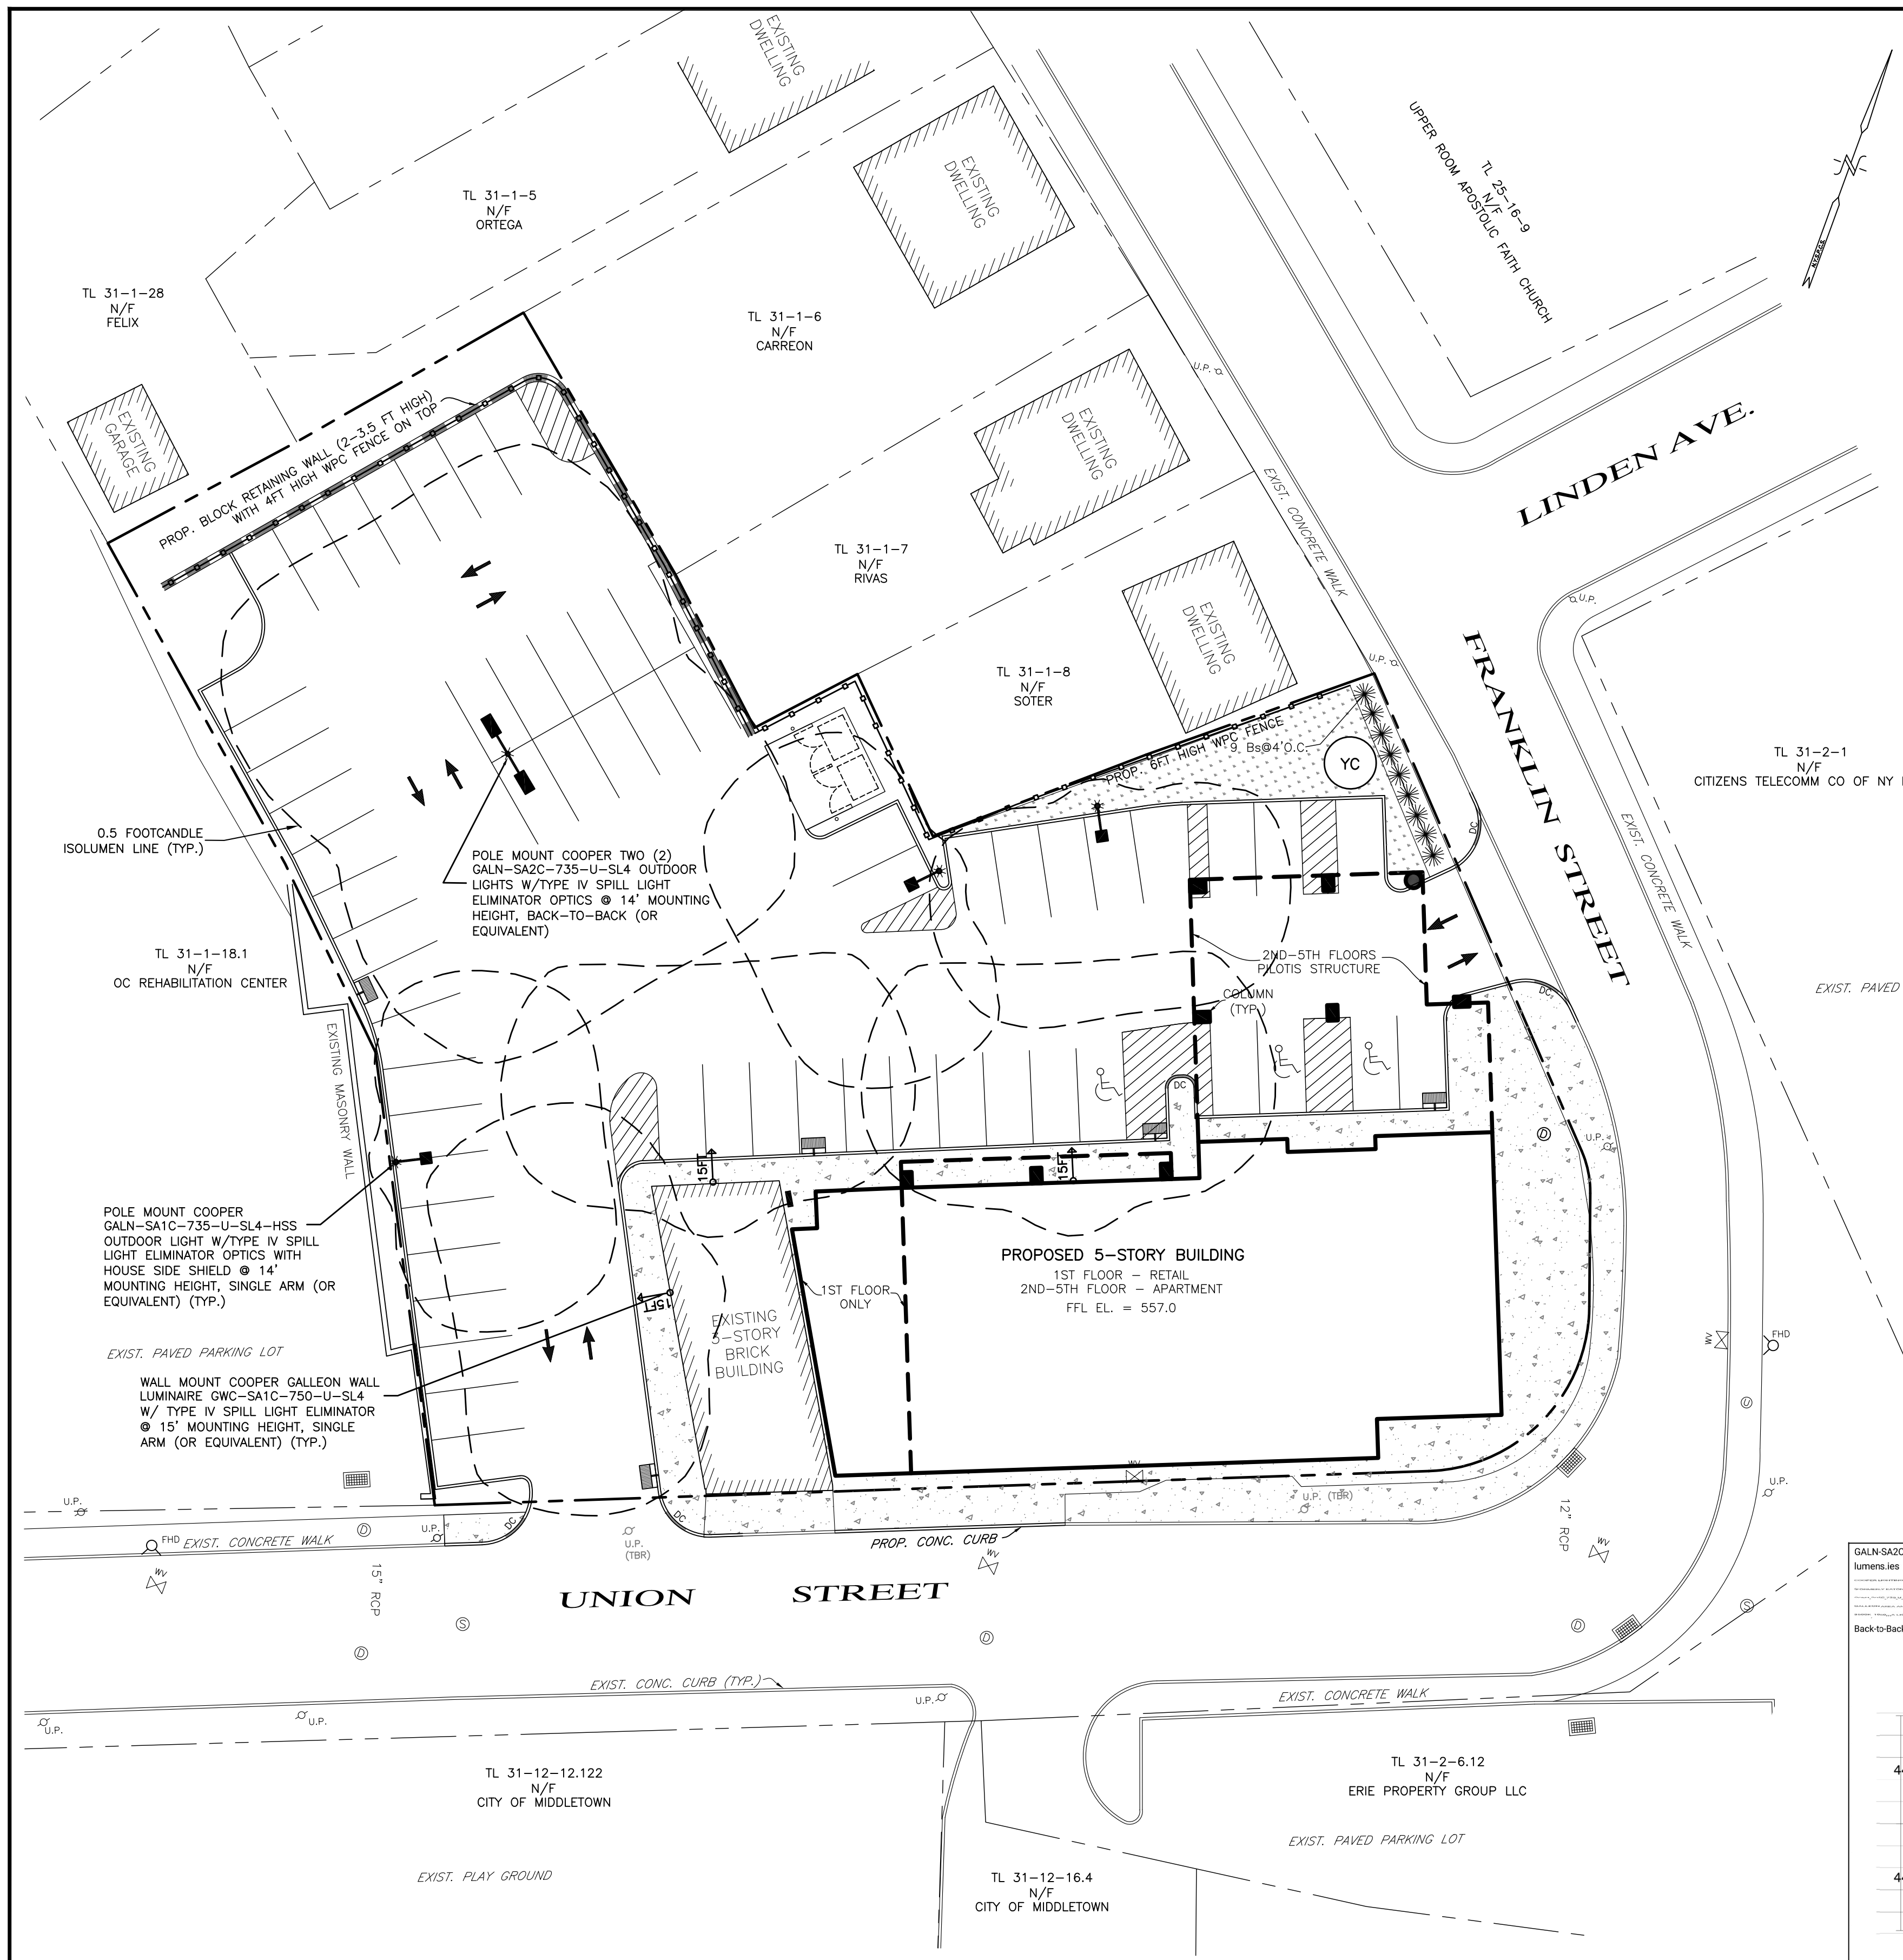 EXISTING
DWELLING
TL 25-16-9
N/F
UPPER ROOM APOSTOLIC FAITH CHURCH
NYSPCS
TL 31-1-5
N/F
ORTEGA
EXISTING
DWELLING
TL 31-1-28
N/F
FELIX
TL 31-1-6
N/F
CARREON
U.P.
EXISTING
GARAGE
PROP. BLOCK RETAINING WALL (2-3.5 FT HIGH)
WITH 4FT HIGH WPC FENCE ON TOP
EXISTING
DWELLING
LINDEN AVE.
EXIST. CONCRETE WALK
TL 31-1-7
N/F
RIVAS
U.P.
EXISTING
DWELLING
TL 31-1-8
N/F
SOTER
U.P.
FRANKLIN STREET
PROP. 6FT HIGH WPC FENCE
9 Bs@4'O.C.
YC
TL 31-2-1
N/F
CITIZENS TELECOMM CO OF NY
0.5 FOOTCANDLE
ISOLUMEN LINE (TYP.)
DC
EXIST. CONCRETE WALK
POLE MOUNT COOPER TWO (2)
GALN-SA2C-735-U-SL4 OUTDOOR
LIGHTS W/TYPE IV SPILL LIGHT
ELIMINATOR OPTICS @ 14' MOUNTING
HEIGHT, BACK-TO-BACK (OR
EQUIVALENT)
TL 31-1-18.1
N/F
OC REHABILITATION CENTER
2ND-5TH FLOORS
PILOTIS STRUCTURE
EXIST. PAVED
COLUMN
(TYP.)
DC
EXISTING MASONRY WALL
DC
D
U.P.
15FT
15FT
POLE MOUNT COOPER
GALN-SA1C-735-U-SL4-HSS
OUTDOOR LIGHT W/TYPE IV SPILL
LIGHT ELIMINATOR OPTICS WITH
HOUSE SIDE SHIELD @ 14'
MOUNTING HEIGHT, SINGLE ARM (OR
EQUIVALENT) (TYP.)
PROPOSED 5-STORY BUILDING
1ST FLOOR - RETAIL
2ND-5TH FLOOR - APARTMENT
FFL EL. = 557.0
1ST FLOOR
ONLY
15FT
EXISTING
3-STORY
BRICK
BUILDING
WV
FHD
EXIST. PAVED PARKING LOT
WALL MOUNT COOPER GALLEON WALL
LUMINAIRE GWC-SA1C-750-U-SL4
W/ TYPE IV SPILL LIGHT ELIMINATOR
@ 15' MOUNTING HEIGHT, SINGLE
ARM (OR EQUIVALENT) (TYP.)
U
WV
U.P.
U.P.
U.P. (TBR)
12" RCP
D
U.P.
DC
DC
FHD
EXIST. CONCRETE WALK
U.P.
(TBR)
PROP. CONC. CURB
WV
WV
WV
15" RCP
GALN-SA2C
lumens.ies
Back-to-Back
UNION STREET
S
S
D
D
D
EXIST. CONC. CURB (TYP.)
EXIST. CONCRETE WALK
U.P.
U.P.
U.P.
TL 31-12-12.122
N/F
CITY OF MIDDLETOWN
TL 31-2-6.12
N/F
ERIE PROPERTY GROUP LLC
EXIST. PAVED PARKING LOT
EXIST. PLAY GROUND
TL 31-12-16.4
N/F
CITY OF MIDDLETOWN